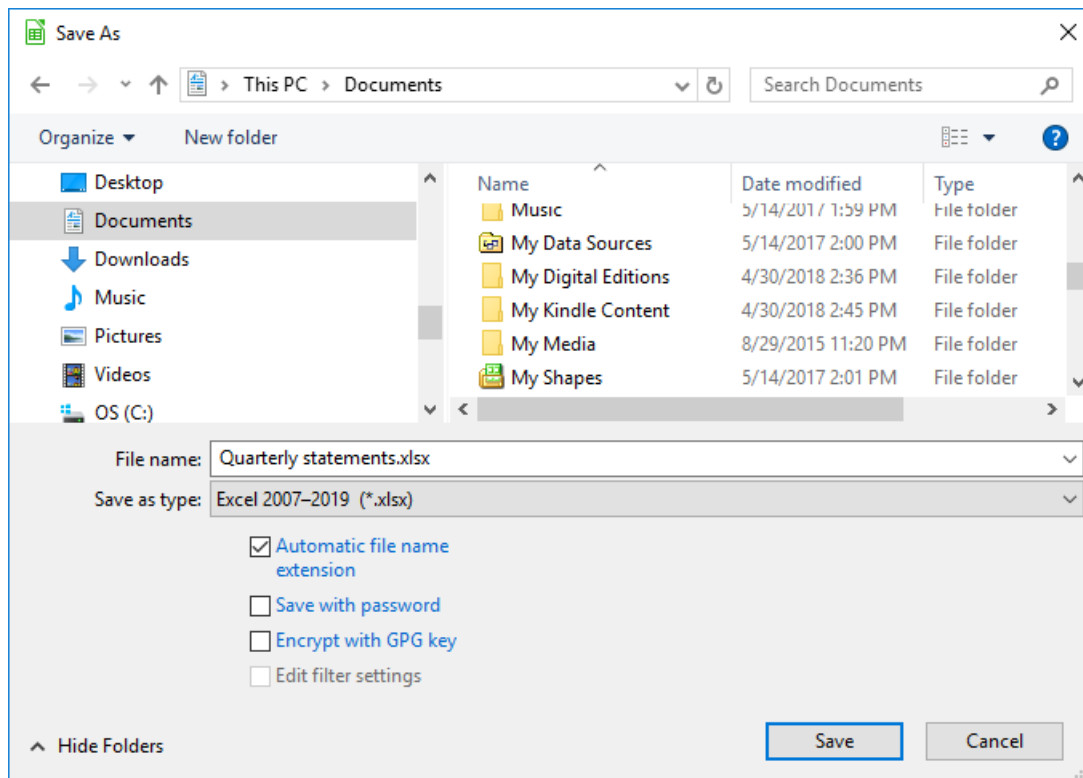 Save As
This PC > Documents
Search Documents
Organize
New folder
?
Desktop
Documents
Downloads
Music
Pictures
Videos
OS (C:)
Name Date modified Type
Music 5/14/2017 1:59 PM File folder
My Data Sources 5/14/2017 2:00 PM File folder
My Digital Editions 4/30/2018 2:36 PM File folder
My Kindle Content 4/30/2018 2:45 PM File folder
My Media 8/29/2015 11:20 PM File folder
My Shapes 5/14/2017 2:01 PM File folder
File name: Quarterly statements.xlsx
Save as type: Excel 2007–2019 (*.xlsx)
Automatic file name
extension
Save with password
Encrypt with GPG key
Edit filter settings
Hide Folders
Save
Cancel